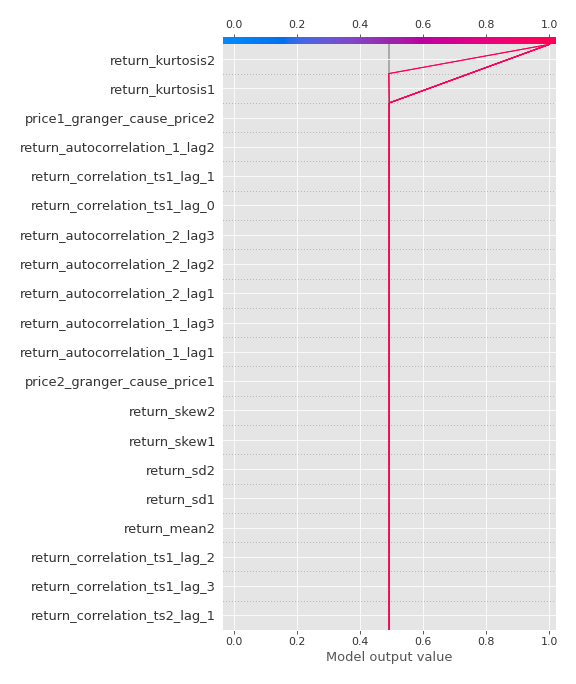 0.0 0.2 0.4 0.6 0.8 1.0
return_kurtosis2
return_kurtosis1
price1_granger_cause_price2
return_autocorrelation_1_lag2
return_correlation_ts1_lag_1
return_correlation_ts1_lag_0
return_autocorrelation_2_lag3
return_autocorrelation_2_lag2
return_autocorrelation_2_lag1
return_autocorrelation_1_lag3
return_autocorrelation_1_lag1
price2_granger_cause_price1
return_skew2
return_skew1
return_sd2
return_sd1
return_mean2
return_correlation_ts1_lag_2
return_correlation_ts1_lag_3
return_correlation_ts2_lag_1
0.0 0.2 0.4 0.6 0.8 1.0
Model output value